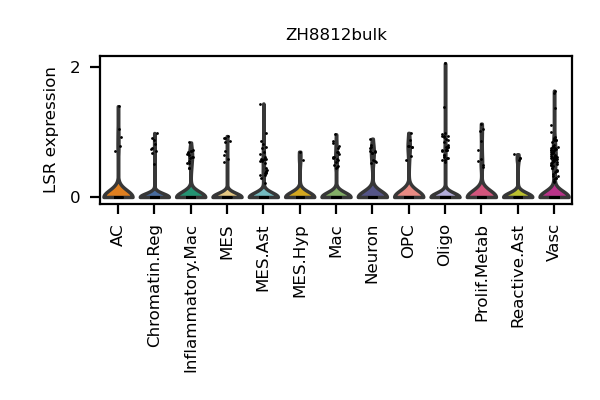 ZH8812bulk
LSR expression
2
0
AC
Chromatin.Reg
Inflammatory.Mac
MES
MES.Ast
MES.Hyp
Mac
Neuron
OPC
Oligo
Prolif.Metab
Reactive.Ast
Vasc